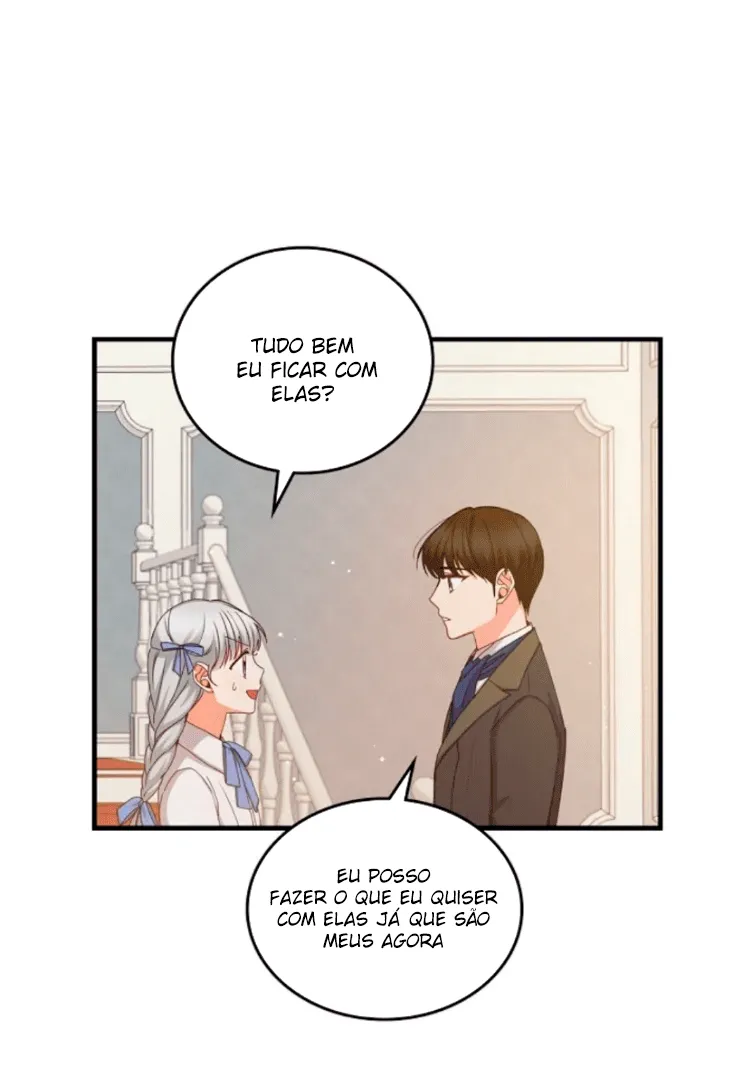 TUDO BEM
EU FICAR COM
ELAS?
EU POSSO
FAZER O QUE EU QUISER
COM ELAS JÁ QUE SÃO
MEUS AGORA